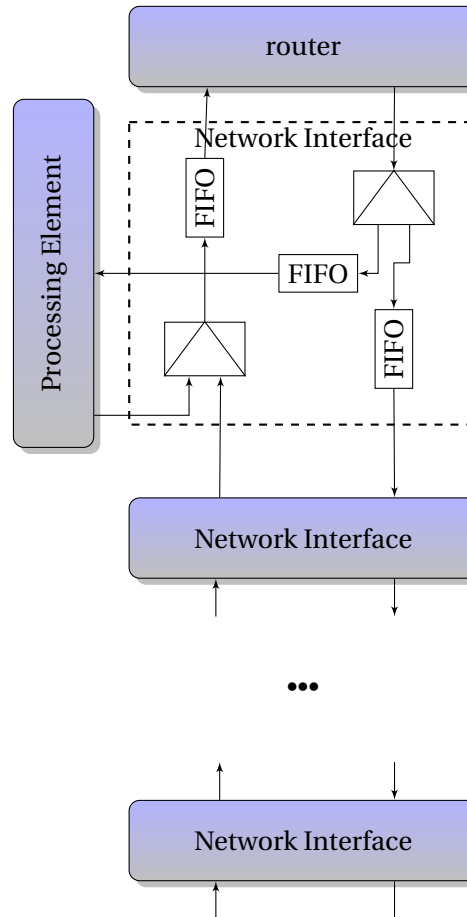 router
Network Interface
Processing Element
FIFO
FIFO
FIFO
Network Interface
•••
Network Interface